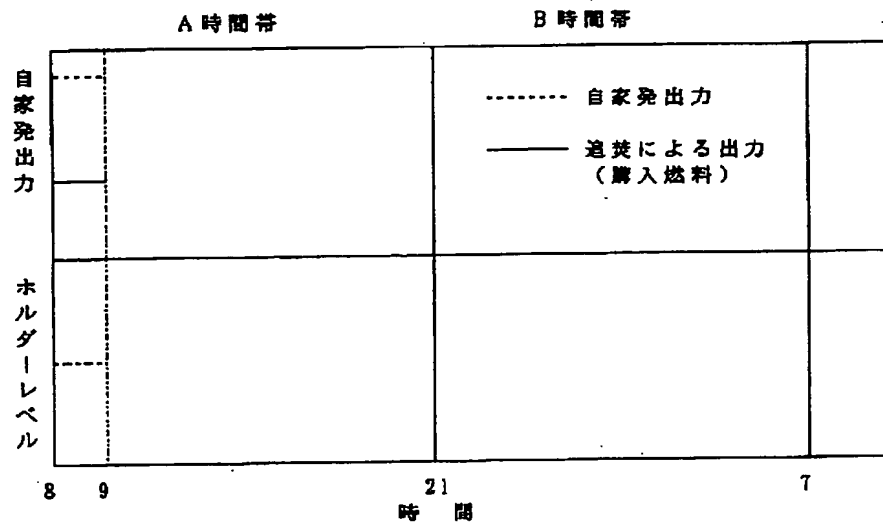 A時間帯
B時間帯
自家発出力
自家発出力
追焚による出力
(購入燃料)
ホルダーレベル
8
9
21
7
時間